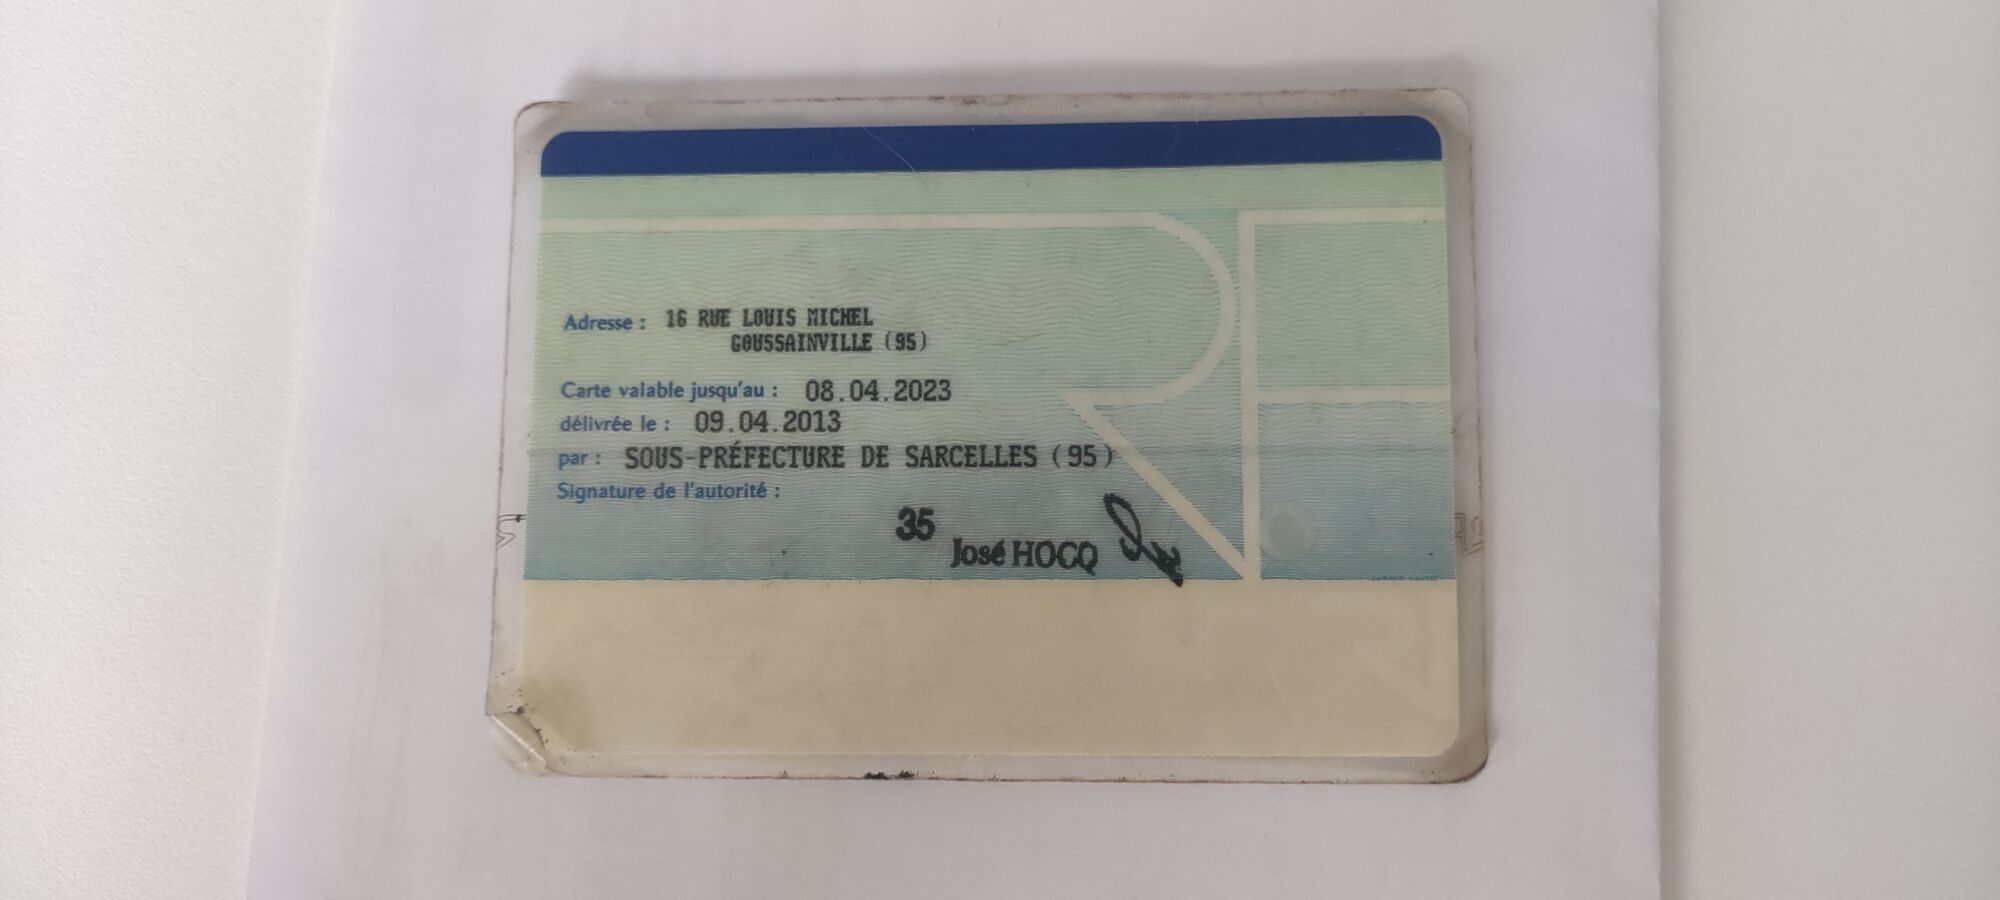 Adresse : 16 RUE LOUIS MICHEL
GOUSSAINVILLE (95)
Carte valable jusqu'au : 08.04.2023
délivrée le : 09.04.2013
par : SOUS-PRÉFECTURE DE SARCELLES (95)
Signature de l'autorité :
35
José HOCQ
RF